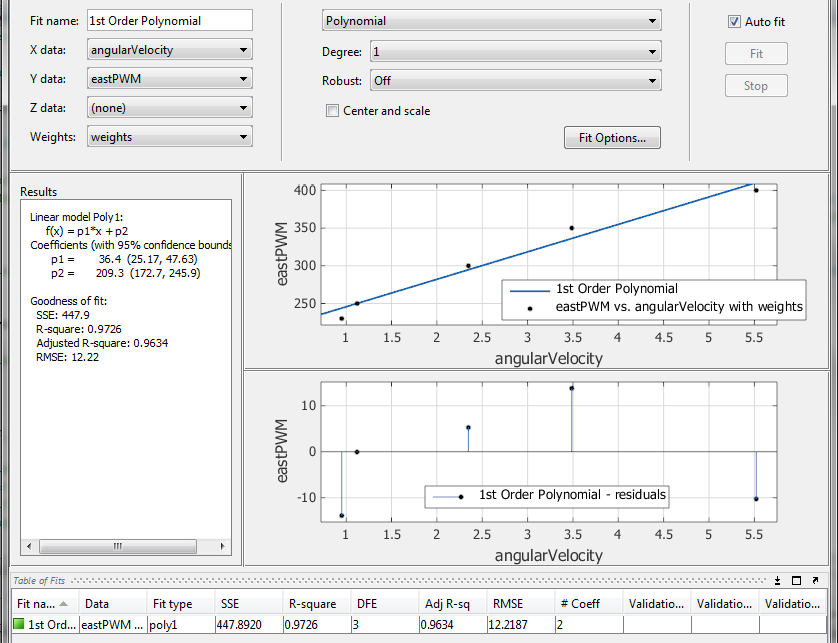 Fit name: 1st Order Polynomial
X data: angularVelocity
Y data: eastPWM
Z data: (none)
Weights: weights
Polynomial
Degree: 1
Robust: Off
Center and scale
Fit Options...
Auto fit
Fit
Stop
Results
Linear model Poly1:
f(x) = p1*x + p2
Coefficients (with 95% confidence bounds
p1 = 36.4 (25.17, 47.63)
p2 = 209.3 (172.7, 245.9)
Goodness of fit:
SSE: 447.9
R-square: 0.9726
Adjusted R-square: 0.9634
RMSE: 12.22
400
350
300
250
eastPWM
1st Order Polynomial
eastPWM vs. angularVelocity with weights
1 1.5 2 2.5 3 3.5 4 4.5 5 5.5
angularVelocity
10
0
-10
eastPWM
1st Order Polynomial - residuals
1 1.5 2 2.5 3 3.5 4 4.5 5 5.5
angularVelocity
Table of Fits
Fit na... Data Fit type SSE R-square DFE Adj R-sq RMSE # Coeff Validatio... Validatio... Validatio...
1st Ord... eastPWM ... poly1 447.8920 0.9726 3 0.9634 12.2187 2